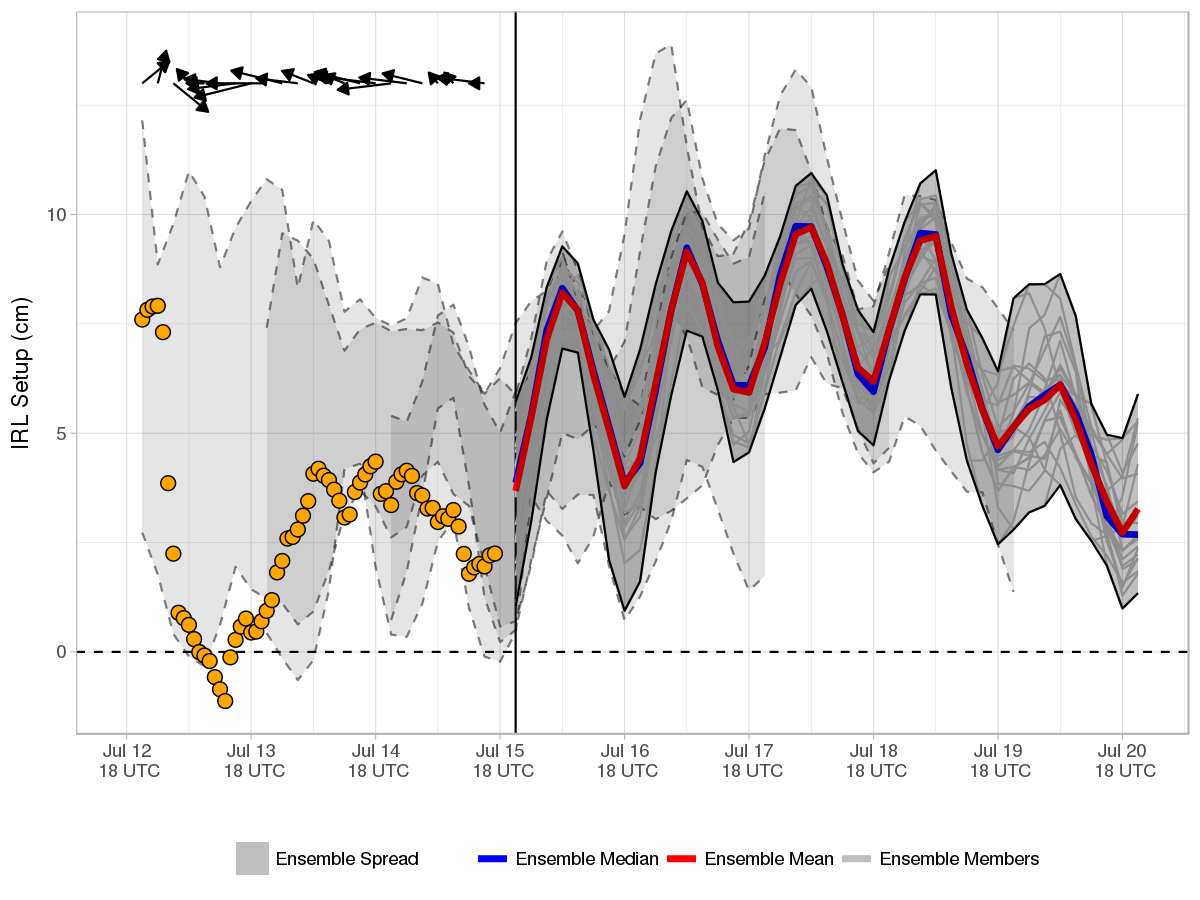 IRL Setup (cm)
10
5
0
Jul 12 Jul 13 Jul 14 Jul 15 Jul 16 Jul 17 Jul 18 Jul 19 Jul 20
18 UTC 18 UTC 18 UTC 18 UTC 18 UTC 18 UTC 18 UTC 18 UTC 18 UTC
Ensemble Spread Ensemble Median Ensemble Mean Ensemble Members